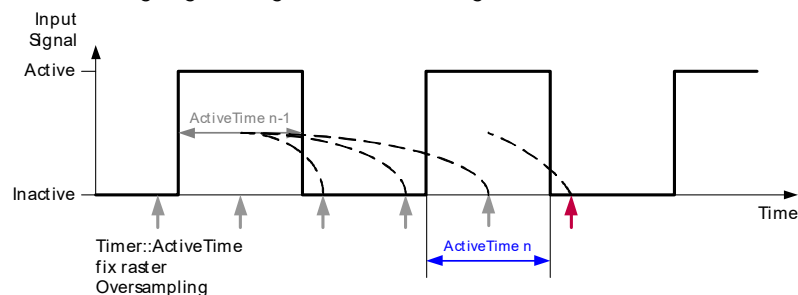 Input
Signal
Active
ActiveTime n-1
Inactive
Time
Timer::ActiveTime
fix raster
Oversampling
ActiveTime n